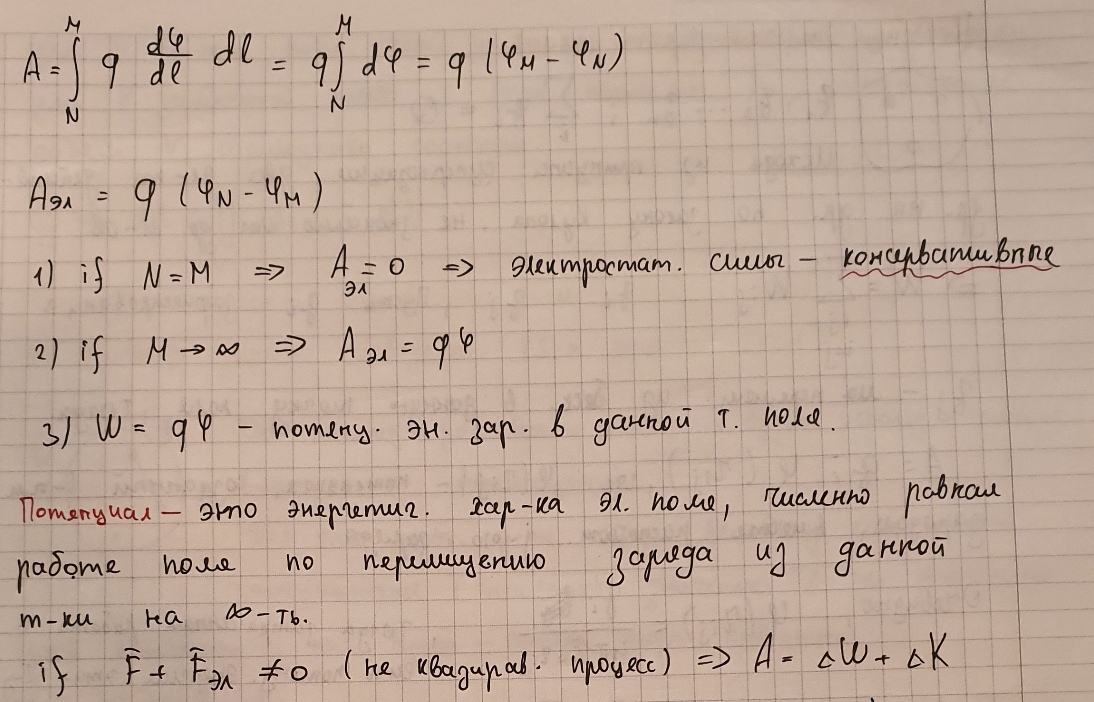 A = ∫_N^M q dφ/dl dl = q ∫_N^M dφ = q (φ_M − φ_N)
A_эл = q (φ_N − φ_M)
1) if N = M ⇒ A_эл = 0 ⇒ электростат. силы – консервативные
2) if M → ∞ ⇒ A_эл = qφ
3) W = qφ – потенц. эн. зар. в данной т. поля.
Потенциал – это энергетич. хар-ка эл. поля, численно равная
работе поля по перемещению заряда из данной
т-ки на ∞-ть.
if F̄ + F̄_эл ≠ 0 (не квазирав. процесс) ⇒ A = ΔW + ΔK